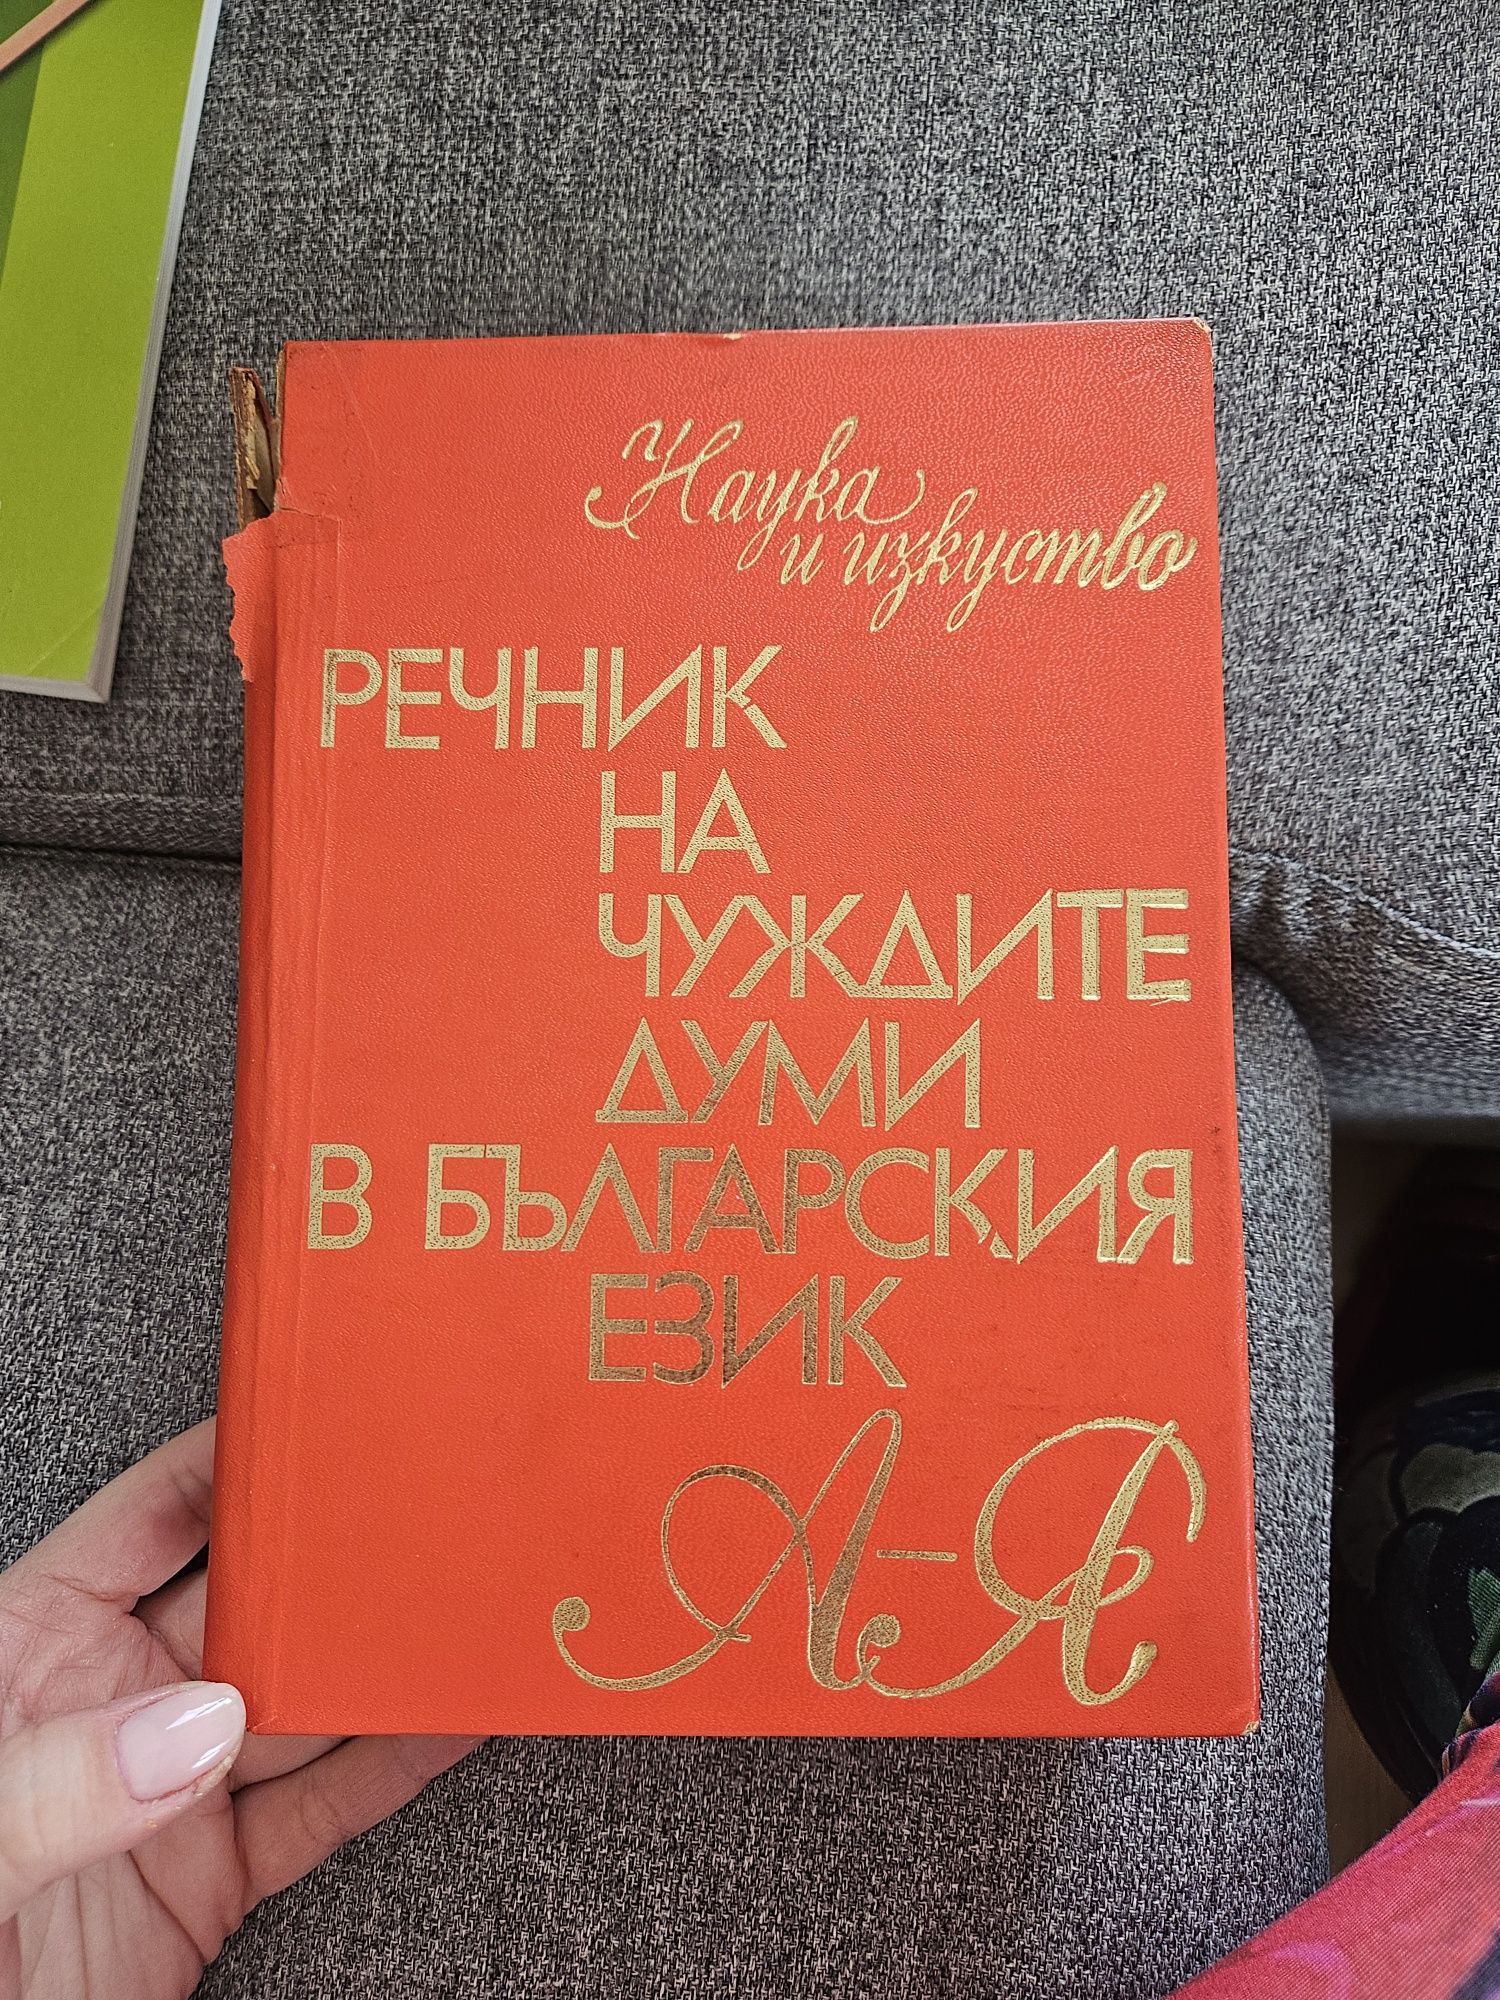 Наука
и изкуство
РЕЧНИК
НА
ЧУЖДИТЕ
ДУМИ
В БЪЛГАРСКИЯ
ЕЗИК
А-Я